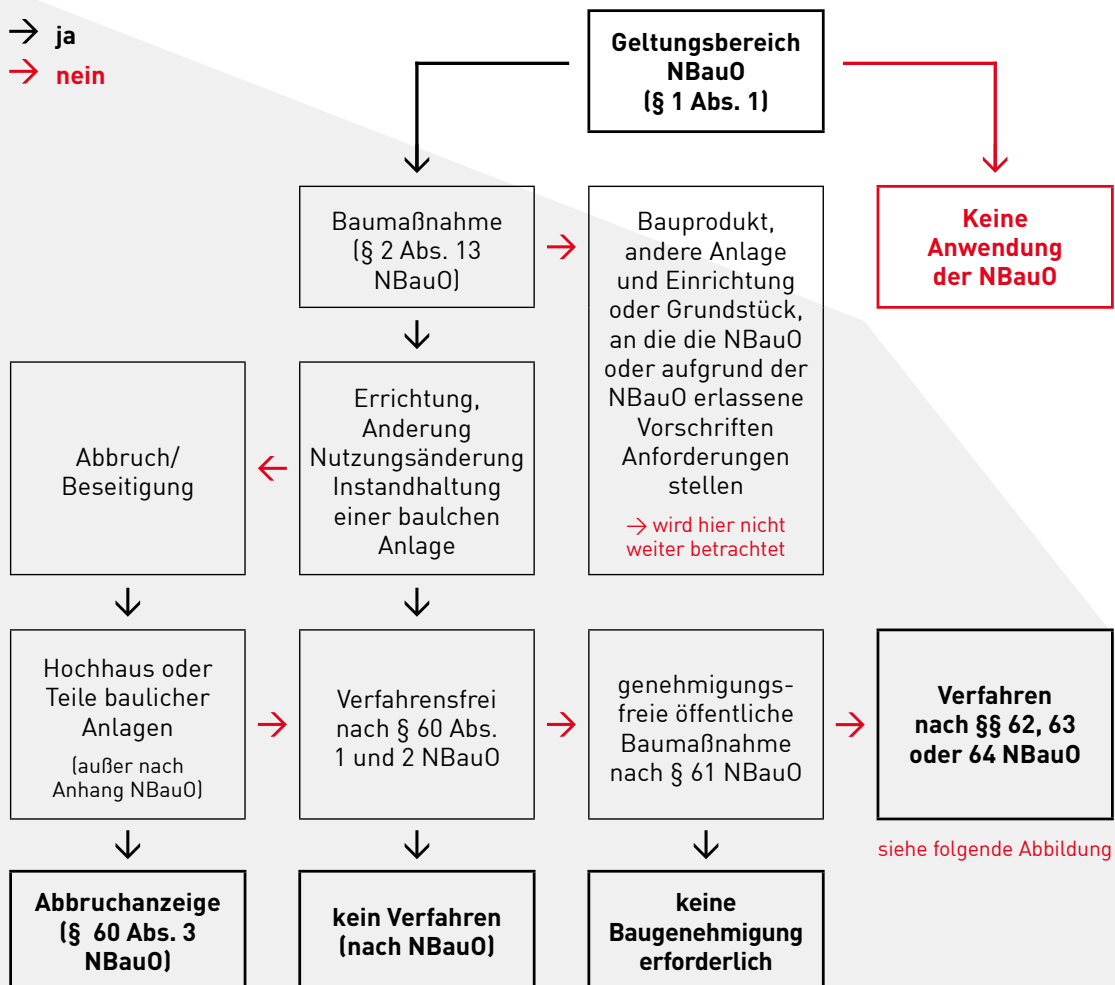 → ja
→ nein
Geltungsbereich
NBauO
(§ 1 Abs. 1)
Baumaßnahme
(§ 2 Abs. 13
NBauO)
Bauprodukt,
andere Anlage
und Einrichtung
oder Grundstück,
an die die NBauO
oder aufgrund der
NBauO erlassene
Vorschriften
Anforderungen
stellen
→ wird hier nicht
weiter betrachtet
Keine
Anwendung
der NBauO
Abbruch/
Beseitigung
Errichtung,
Anderung
Nutzungsänderung
Instandhaltung
einer baulchen
Anlage
Hochhaus oder
Teile baulicher
Anlagen
(außer nach
Anhang NBauO)
Verfahrensfrei
nach § 60 Abs.
1 und 2 NBauO
genehmigungs-
freie öffentliche
Baumaßnahme
nach § 61 NBauO
Verfahren
nach §§ 62, 63
oder 64 NBauO
siehe folgende Abbildung
Abbruchanzeige
(§ 60 Abs. 3
NBauO)
kein Verfahren
(nach NBauO)
keine
Baugenehmigung
erforderlich